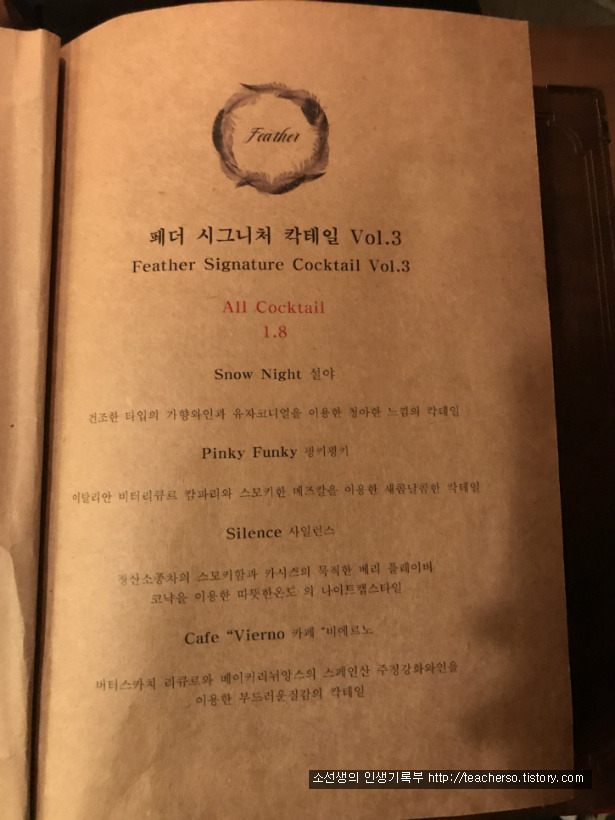 Feather
페더 시그니처 칵테일 Vol.3
Feather Signature Cocktail Vol.3
All Cocktail
1.8
Snow Night 설야
건조한 타입의 가향와인과 유자코디얼을 이용한 청아한 느낌의 칵테일
Pinky Funky 핑키펑키
이탈리안 비터리큐르 캄파리와 스모키한 메즈칼을 이용한 새콤달콤한 칵테일
Silence 사일런스
정산소종차의 스모키함과 카시스의 묵직한 베리 플레이버
코냑을 이용한 따뜻한온도 의 나이트캡스타일
Cafe "Vierno 카페 "비에르노
버터스카치 리큐르와 베이커리뉘앙스의 스페인산 주정강화와인을
이용한 부드러운질감의 칵테일
소선생의 인생기록부 http://teacherso.tistory.com